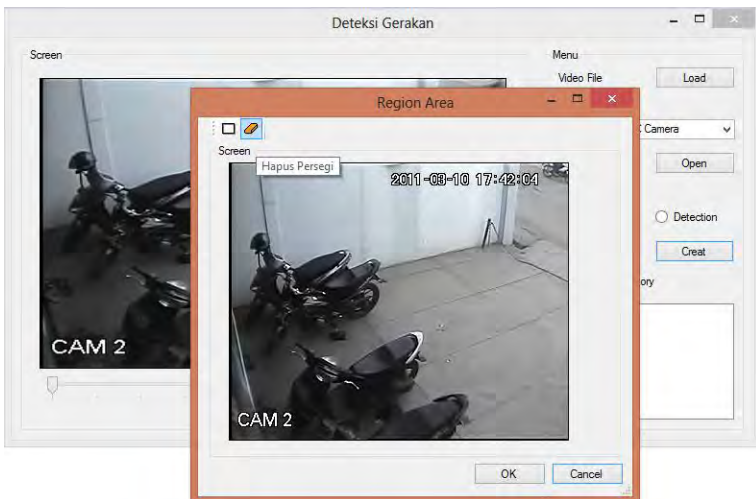 Deteksi Gerakan
Screen
Menu
Video File
Load
Camera
Open
Detection
Creat
ory
CAM 2
Region Area
Screen
Hapus Persegi
2011-03-10 17:42:04
CAM 2
OK
Cancel